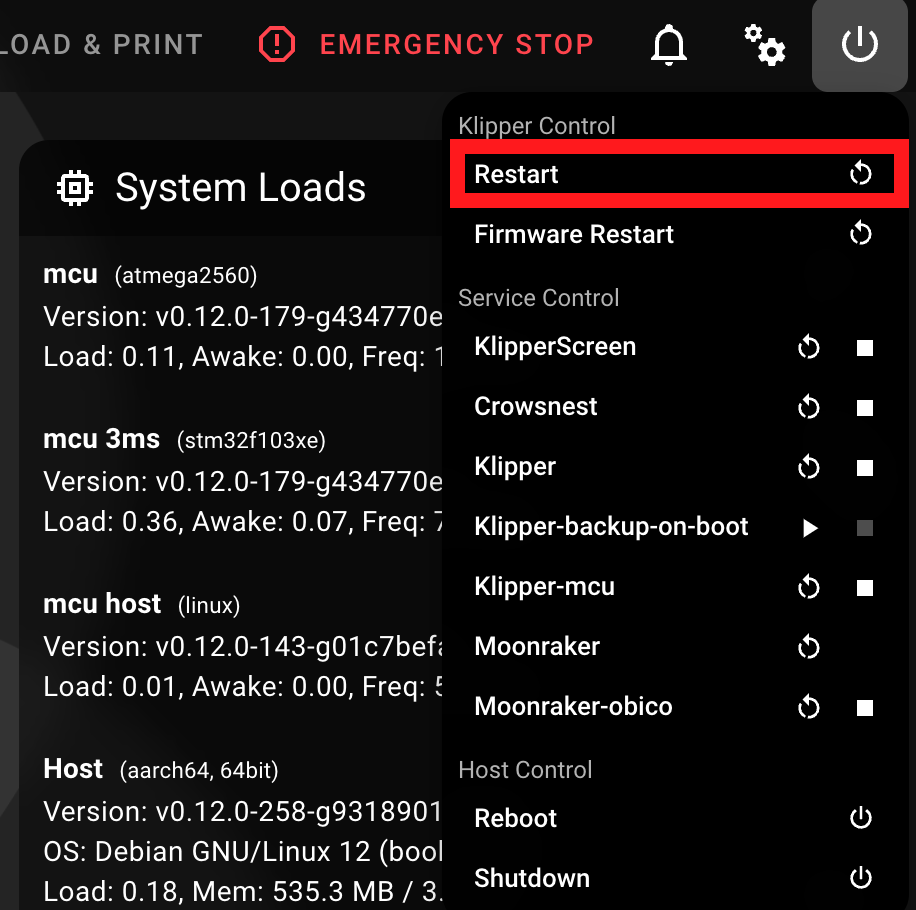 LOAD & PRINT
EMERGENCY STOP
System Loads
mcu (atmega2560)
Version: v0.12.0-179-g434770e
Load: 0.11, Awake: 0.00, Freq: 1
mcu 3ms (stm32f103xe)
Version: v0.12.0-179-g434770e
Load: 0.36, Awake: 0.07, Freq: 7
mcu host (linux)
Version: v0.12.0-143-g01c7befa
Load: 0.01, Awake: 0.00, Freq: 5
Host (aarch64, 64bit)
Version: v0.12.0-258-g9318901
OS: Debian GNU/Linux 12 (bool
Load: 0.18, Mem: 535.3 MB / 3.
Klipper Control
Restart
Firmware Restart
Service Control
KlipperScreen
Crowsnest
Klipper
Klipper-backup-on-boot
Klipper-mcu
Moonraker
Moonraker-obico
Host Control
Reboot
Shutdown